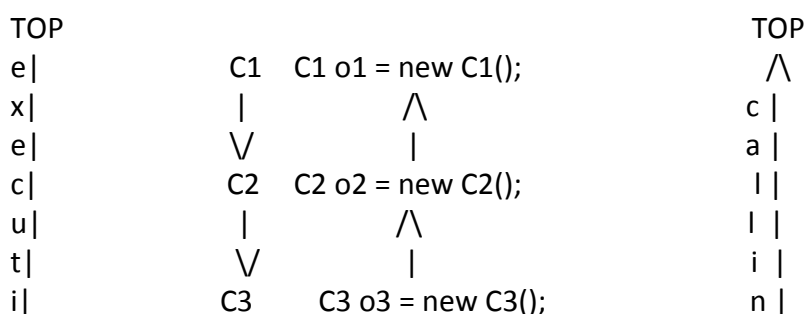 TOP TOP
e| C1 C1 o1 = new C1(); /\
x| | /\ c |
e| \/ | a |
c| C2 C2 o2 = new C2(); l |
u| | /\ l |
t| \/ | i |
i| C3 C3 o3 = new C3(); n |